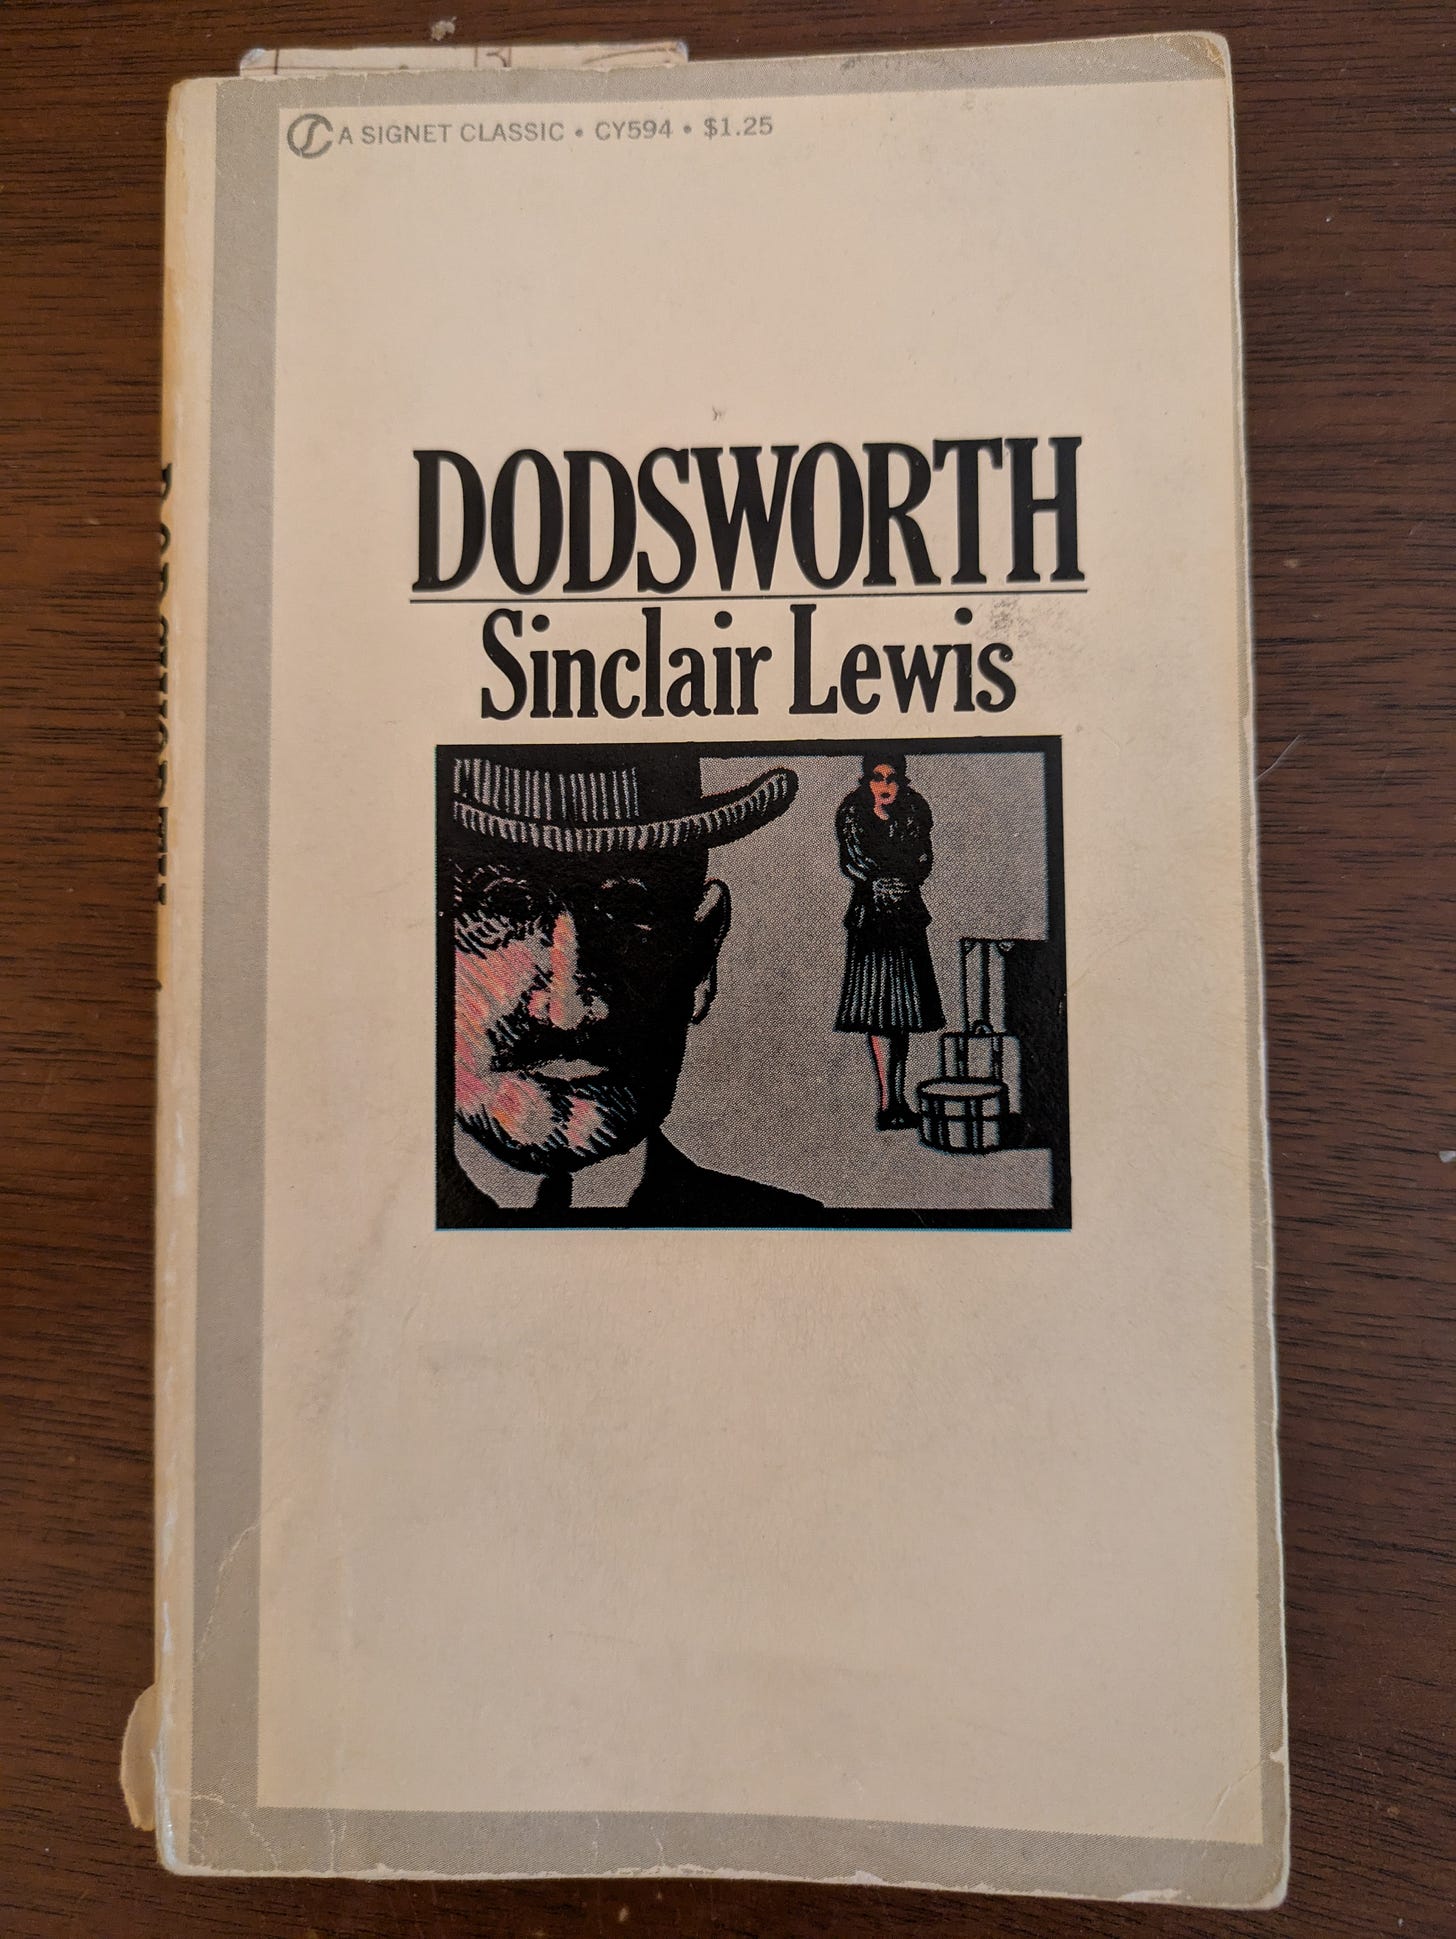 A SIGNET CLASSIC • CY594 • $1.25
DODSWORTH
Sinclair Lewis